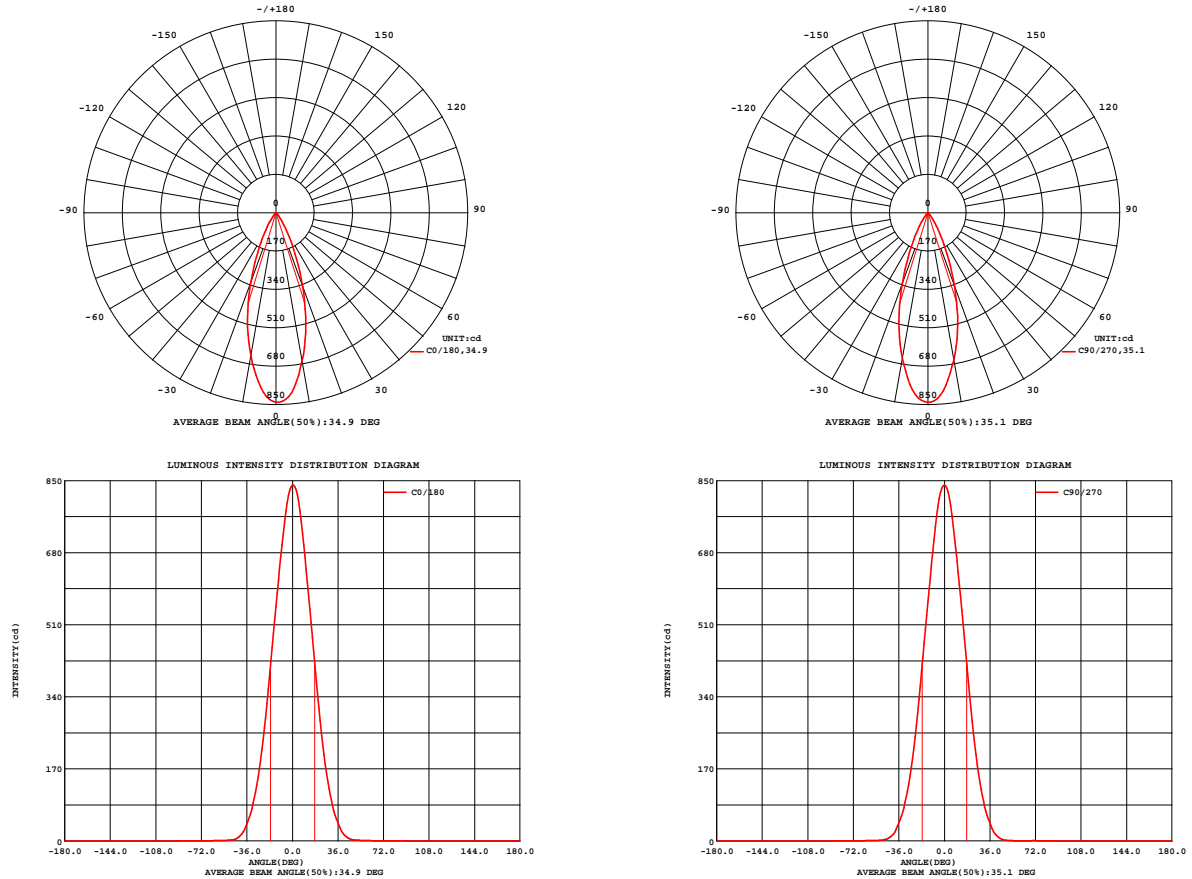 -/+180
-150 150
-120 120
-90 90
-60 60
-30 30
0
170
340
510
680
850
0
UNIT:cd
C0/180,34.9
AVERAGE BEAM ANGLE(50%):34.9 DEG
-/+180
-150 150
-120 120
-90 90
-60 60
-30 30
0
170
340
510
680
850
0
UNIT:cd
C90/270,35.1
AVERAGE BEAM ANGLE(50%):35.1 DEG
LUMINOUS INTENSITY DISTRIBUTION DIAGRAM
C0/180
INTENSITY(cd)
850
680
510
340
170
0
-180.0 -144.0 -108.0 -72.0 -36.0 0.0 36.0 72.0 108.0 144.0 180.0
ANGLE(DEG)
AVERAGE BEAM ANGLE(50%):34.9 DEG
LUMINOUS INTENSITY DISTRIBUTION DIAGRAM
C90/270
INTENSITY(cd)
850
680
510
340
170
0
-180.0 -144.0 -108.0 -72.0 -36.0 0.0 36.0 72.0 108.0 144.0 180.0
ANGLE(DEG)
AVERAGE BEAM ANGLE(50%):35.1 DEG